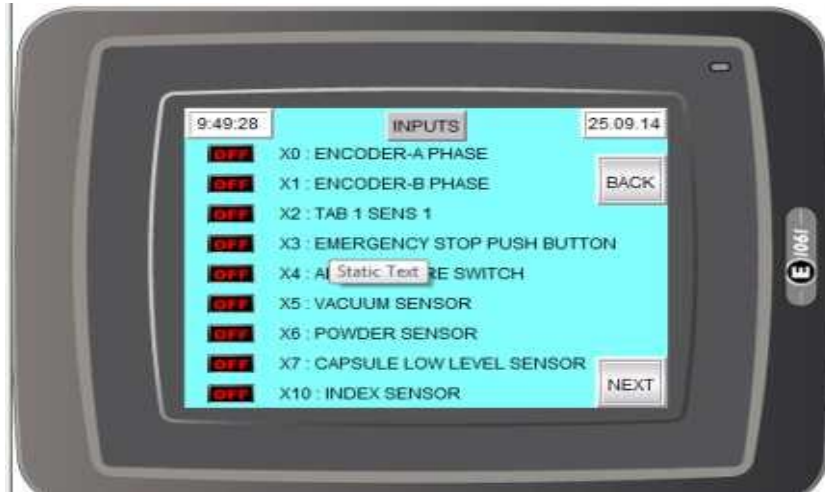 9:49:28 INPUTS 25.09.14
OFF X0 : ENCODER-A PHASE
OFF X1 : ENCODER-B PHASE BACK
OFF X2 : TAB 1 SENS 1
OFF X3 : EMERGENCY STOP PUSH BUTTON
OFF X4 : A Static Text RE SWITCH
OFF X5 : VACUUM SENSOR
OFF X6 : POWDER SENSOR
OFF X7 : CAPSULE LOW LEVEL SENSOR
OFF X10 : INDEX SENSOR NEXT
E1061